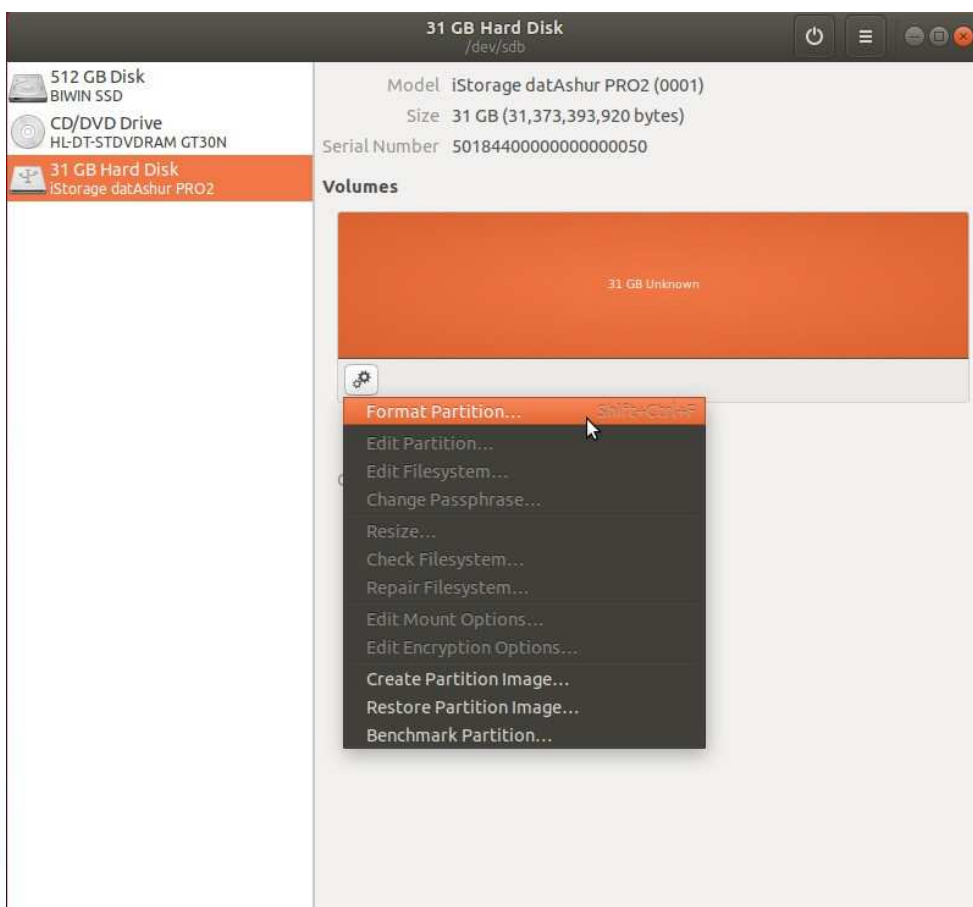 31 GB Hard Disk
/dev/sdb
512 GB Disk
BIWIN SSD
CD/DVD Drive
HL-DT-STDVDRAM GT30N
31 GB Hard Disk
iStorage datAshur PRO2
Model iStorage datAshur PRO2 (0001)
Size 31 GB (31,373,393,920 bytes)
Serial Number 50184400000000000050
Volumes
31 GB Unknown
Format Partition... Shift+Ctrl+F
Edit Partition...
Edit Filesystem...
Change Passphrase...
Resize...
Check Filesystem...
Repair Filesystem...
Edit Mount Options...
Edit Encryption Options...
Create Partition Image...
Restore Partition Image...
Benchmark Partition...